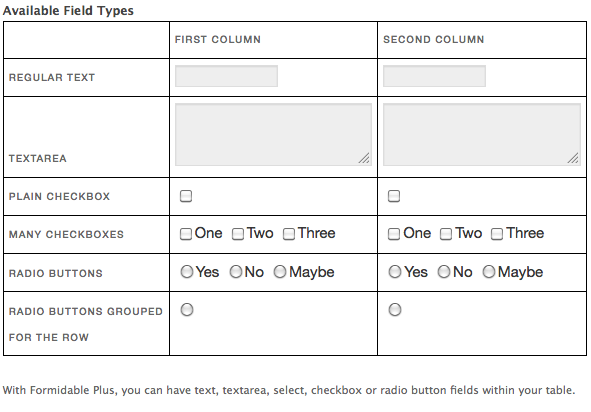 Available Field Types
FIRST COLUMN SECOND COLUMN
REGULAR TEXT
TEXTAREA
PLAIN CHECKBOX
MANY CHECKBOXES One Two Three One Two Three
RADIO BUTTONS Yes No Maybe Yes No Maybe
RADIO BUTTONS GROUPED
FOR THE ROW
With Formidable Plus, you can have text, textarea, select, checkbox or radio button fields within your table.